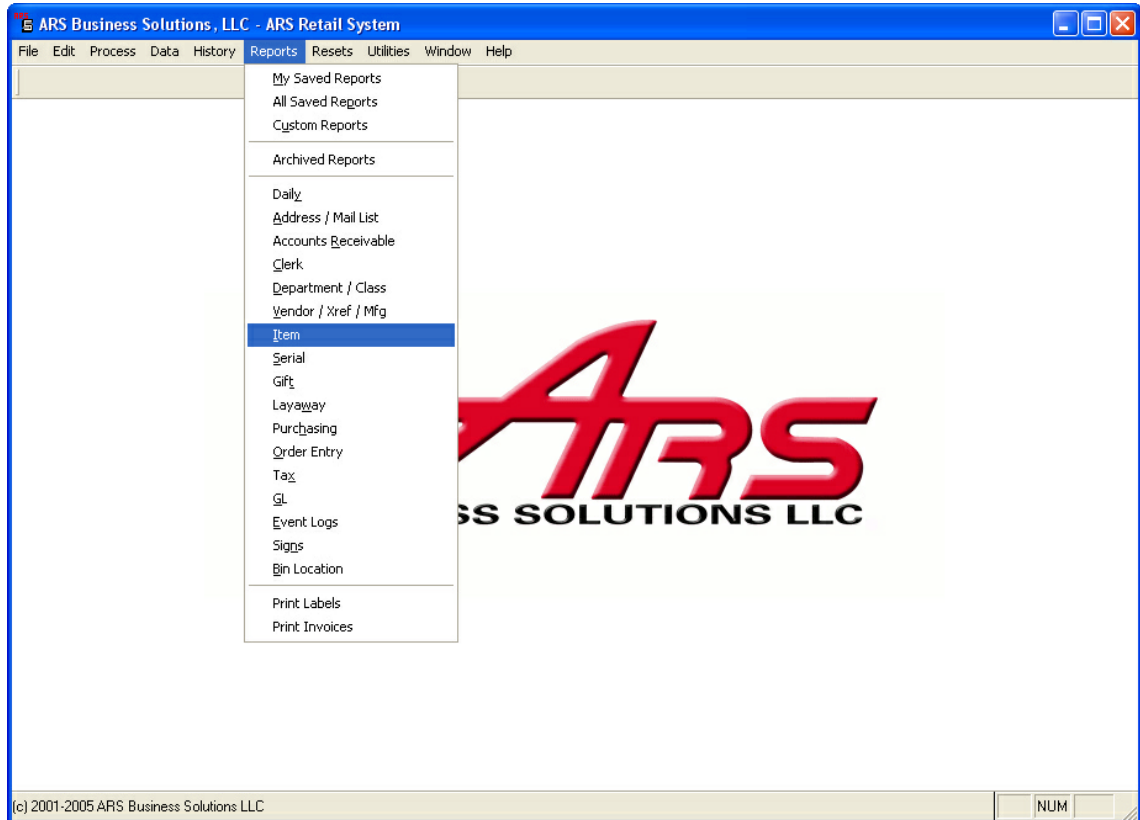 ARS Business Solutions, LLC - ARS Retail System
File Edit Process Data History Reports Resets Utilities Window Help
My Saved Reports
All Saved Reports
Custom Reports
Archived Reports
Daily
Address / Mail List
Accounts Receivable
Clerk
Department / Class
Vendor / Xref / Mfg
Item
Serial
Gift
Layaway
Purchasing
Order Entry
Tax
GL
Event Logs
Signs
Bin Location
Print Labels
Print Invoices
ARS
SS SOLUTIONS LLC
(c) 2001-2005 ARS Business Solutions LLC NUM